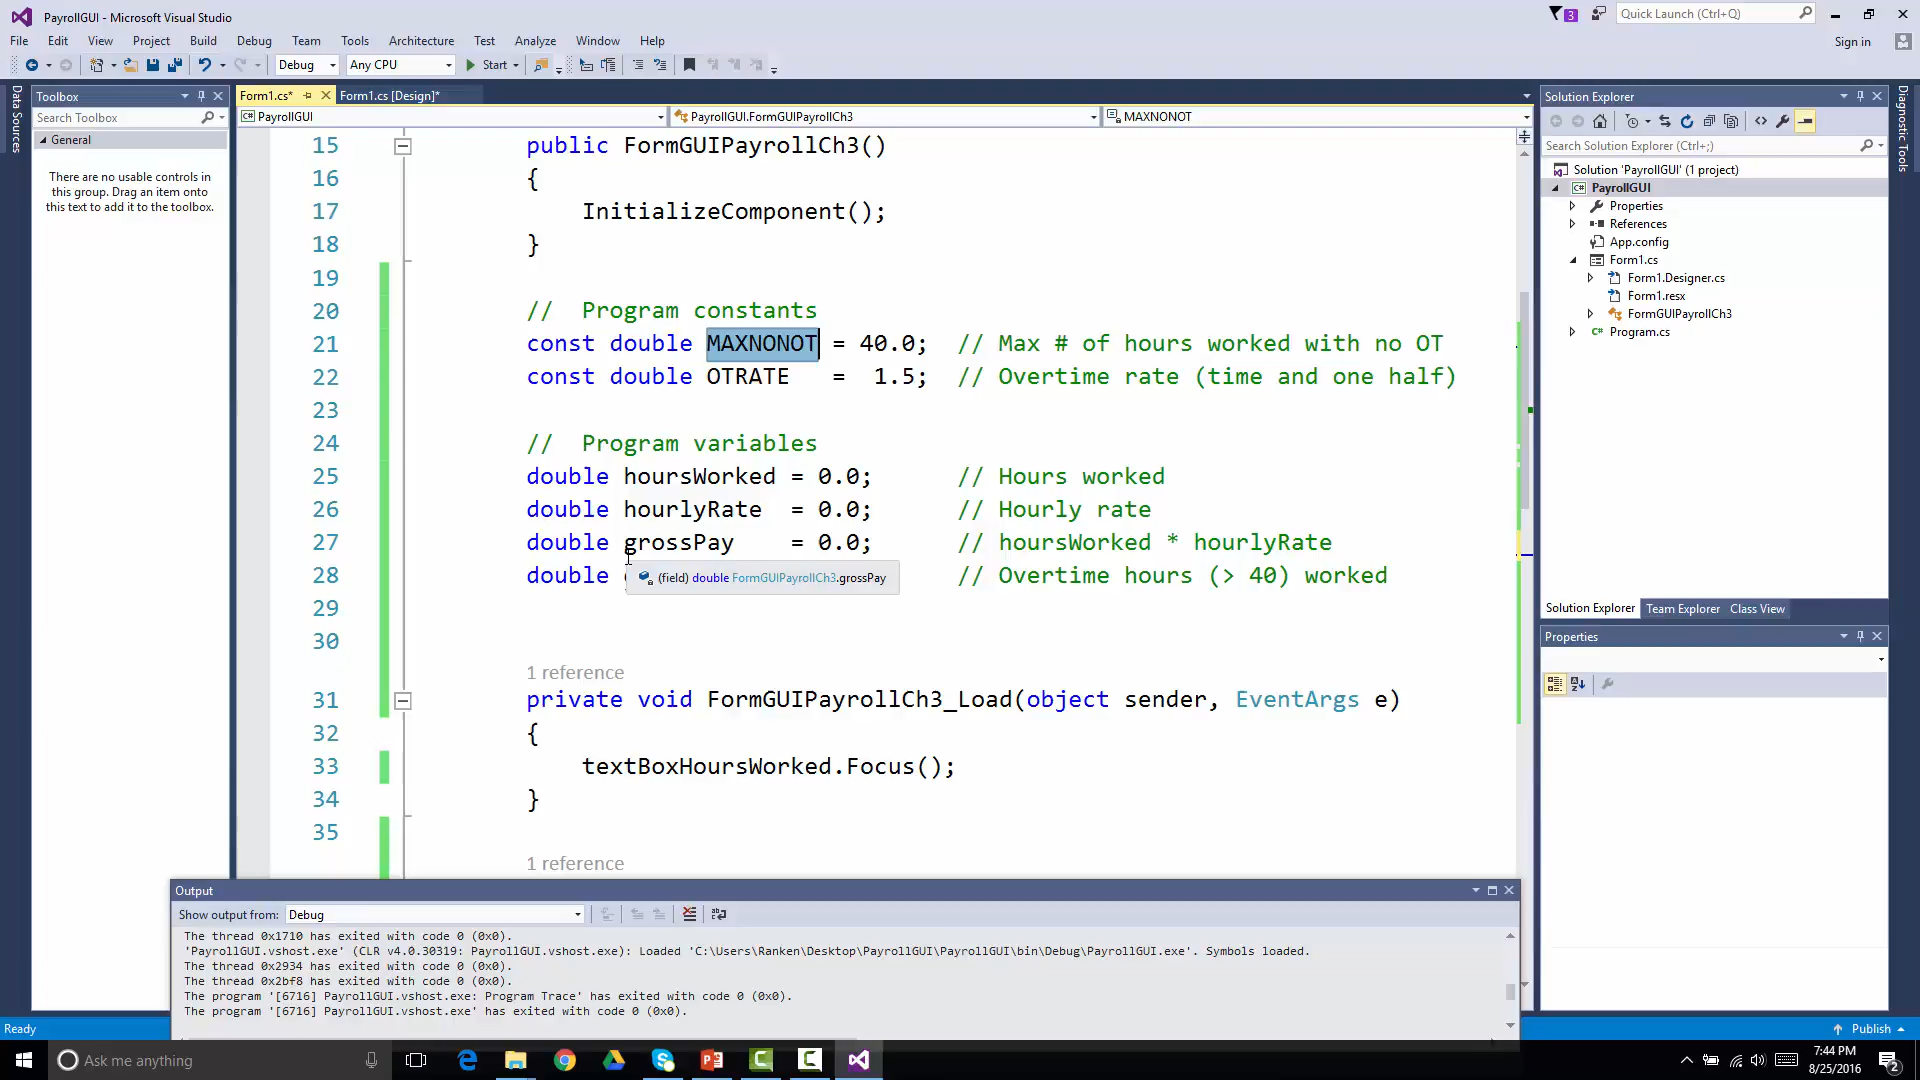 PayrollGUI - Microsoft Visual Studio
3
Quick Launch (Ctrl+Q)
File Edit View Project Build Debug Team Tools Architecture Test Analyze Window Help
Sign in
Debug
Any CPU
Start
Data Sources
Toolbox
Search Toolbox
General
There are no usable controls in
this group. Drag an item onto
this text to add it to the toolbox.
Form1.cs*
Form1.cs [Design]*
PayrollGUI
PayrollGUI.FormGUIPayrollCh3
MAXNONOT
15 public FormGUIPayrollCh3()
16 {
17 InitializeComponent();
18 }
19
20 // Program constants
21 const double MAXNONOT = 40.0; // Max # of hours worked with no OT
22 const double OTRATE = 1.5; // Overtime rate (time and one half)
23
24 // Program variables
25 double hoursWorked = 0.0; // Hours worked
26 double hourlyRate = 0.0; // Hourly rate
27 double grossPay = 0.0; // hoursWorked * hourlyRate
28 double // Overtime hours (> 40) worked
(field) double FormGUIPayrollCh3.grossPay
29
30
1 reference
31 private void FormGUIPayrollCh3_Load(object sender, EventArgs e)
32 {
33 textBoxHoursWorked.Focus();
34 }
35
1 reference
Solution Explorer
Search Solution Explorer (Ctrl+;)
Solution 'PayrollGUI' (1 project)
PayrollGUI
Properties
References
App.config
Form1.cs
Form1.Designer.cs
Form1.resx
FormGUIPayrollCh3
Program.cs
Solution Explorer Team Explorer Class View
Properties
Diagnostic Tools
Output
Show output from: Debug
The thread 0x1710 has exited with code 0 (0x0).
'PayrollGUI.vshost.exe' (CLR v4.0.30319: PayrollGUI.vshost.exe): Loaded 'C:\Users\Ranken\Desktop\PayrollGUI\PayrollGUI\bin\Debug\PayrollGUI.exe'. Symbols loaded.
The thread 0x2934 has exited with code 0 (0x0).
The thread 0x2bf8 has exited with code 0 (0x0).
The program '[6716] PayrollGUI.vshost.exe: Program Trace' has exited with code 0 (0x0).
The program '[6716] PayrollGUI.vshost.exe' has exited with code 0 (0x0).
Ready
Publish
Ask me anything
7:44 PM
8/25/2016
2